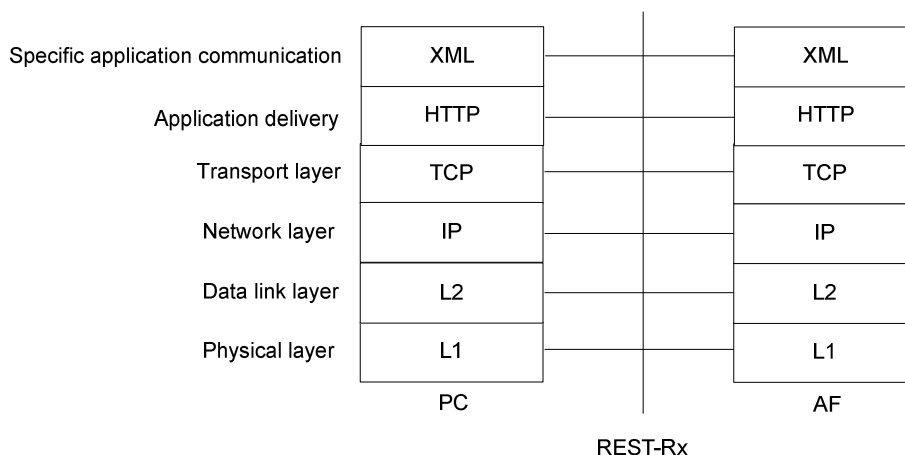 Specific application communication XML XML
Application delivery HTTP HTTP
Transport layer TCP TCP
Network layer IP IP
Data link layer L2 L2
Physical layer L1 L1
PC AF
REST-Rx